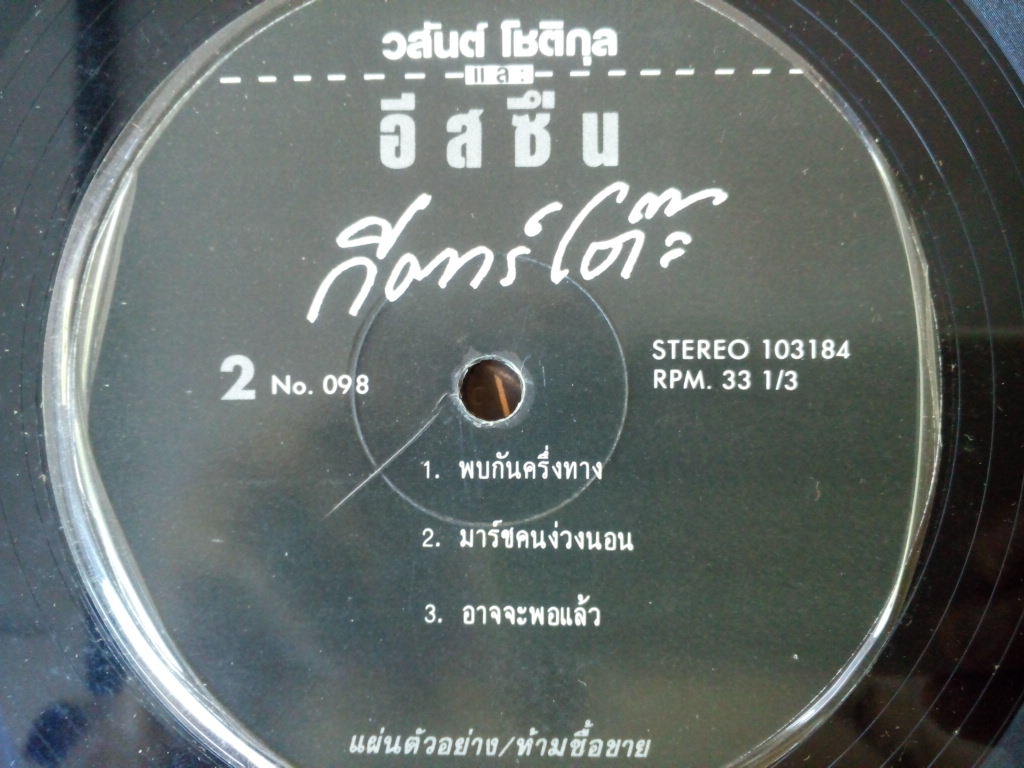 วสันต์ โชติกุล
และ
อีสซึ่น
กีตาร์โต๊ะ
2 No. 098
STEREO 103184
RPM. 33 1/3
1. พบกันครึ่งทาง
2. มาร์ชคนง่วงนอน
3. อาจจะพอแล้ว
แผ่นตัวอย่าง/ห้ามซื้อขาย